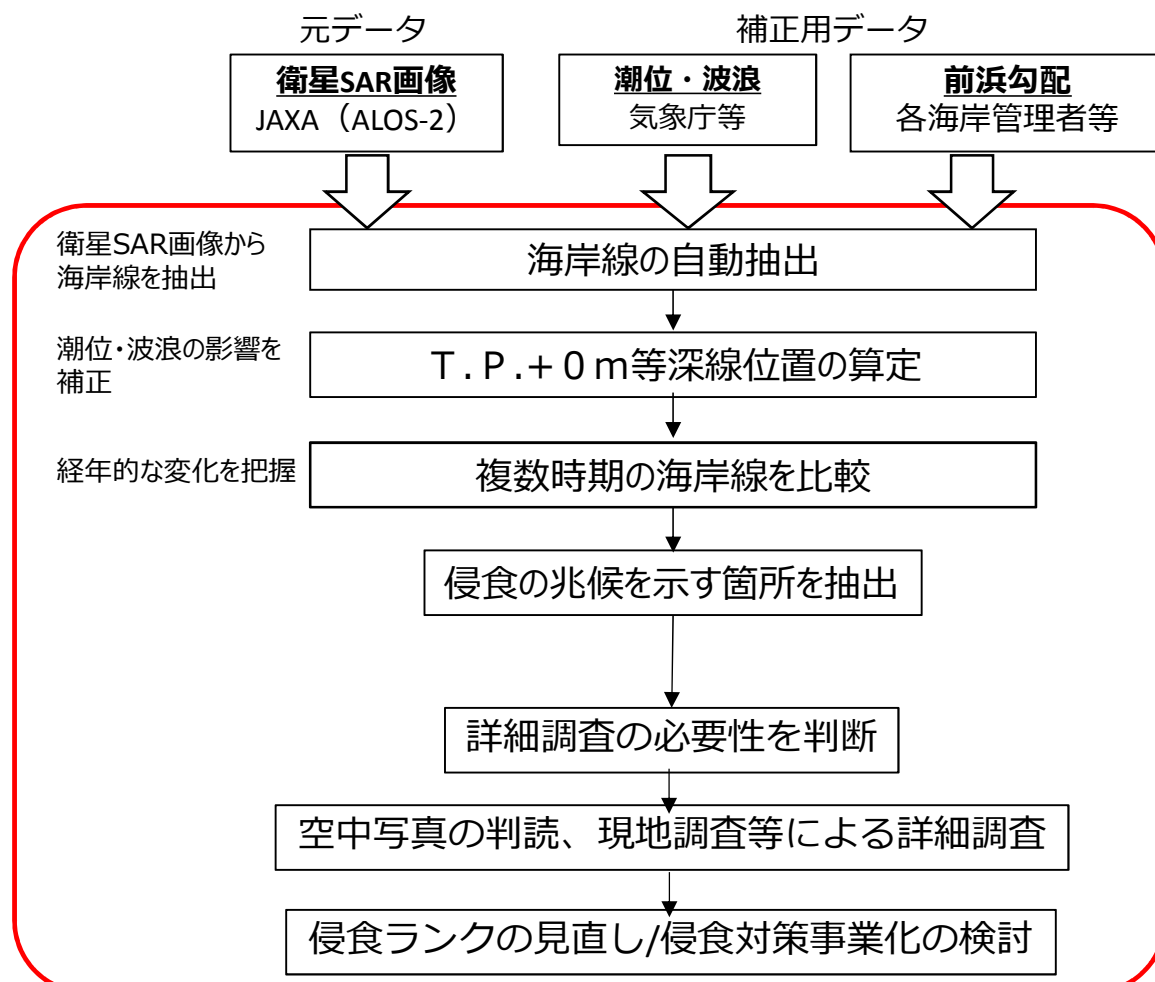 元データ
補正用データ
衛星SAR画像
JAXA（ALOS-2）
潮位・波浪
気象庁等
前浜勾配
各海岸管理者等
衛星SAR画像から
海岸線を抽出
海岸線の自動抽出
潮位・波浪の影響を
補正
Ｔ.Ｐ.＋０ｍ等深線位置の算定
経年的な変化を把握
複数時期の海岸線を比較
侵食の兆候を示す箇所を抽出
詳細調査の必要性を判断
空中写真の判読、現地調査等による詳細調査
侵食ランクの見直し/侵食対策事業化の検討